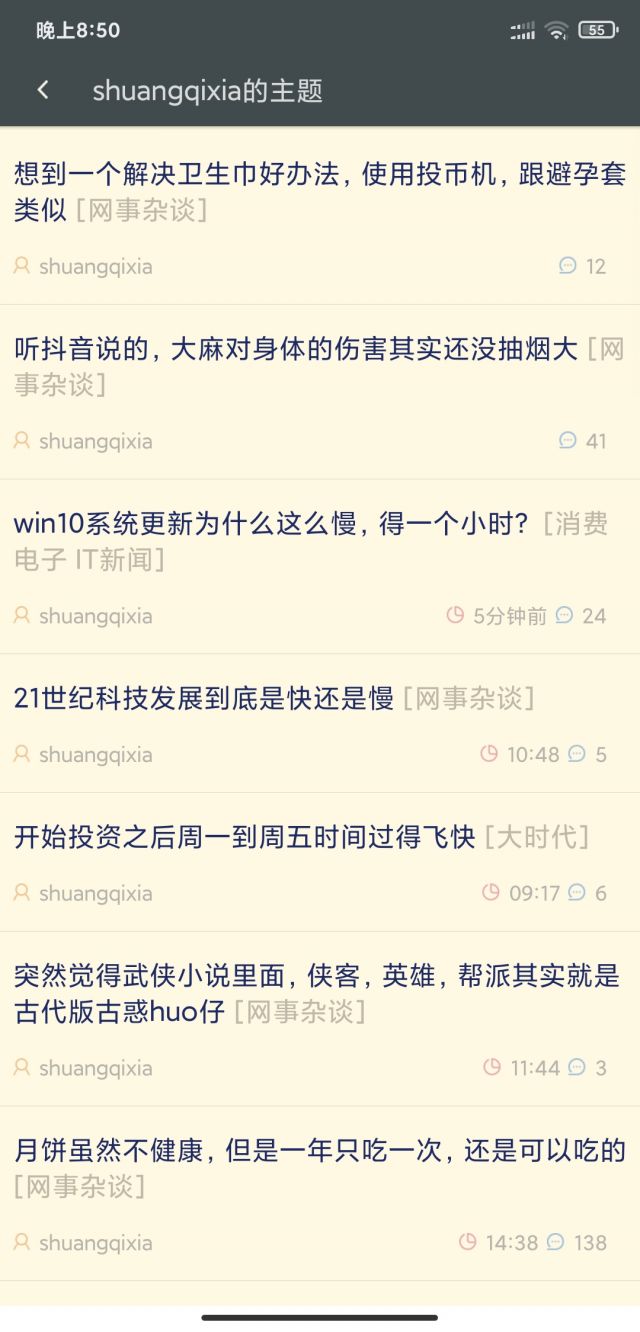 晚上8:50
55
shuangqixia的主题
想到一个解决卫生巾好办法，使用投币机，跟避孕套
类似 [网事杂谈]
shuangqixia 12
听抖音说的，大麻对身体的伤害其实还没抽烟大 [网
事杂谈]
shuangqixia 41
win10系统更新为什么这么慢，得一个小时? [消费
电子 IT新闻]
shuangqixia 5分钟前 24
21世纪科技发展到底是快还是慢 [网事杂谈]
shuangqixia 10:48 5
开始投资之后周一到周五时间过得飞快 [大时代]
shuangqixia 09:17 6
突然觉得武侠小说里面，侠客，英雄，帮派其实就是
古代版古惑huo仔 [网事杂谈]
shuangqixia 11:44 3
月饼虽然不健康，但是一年只吃一次，还是可以吃的
[网事杂谈]
shuangqixia 14:38 138